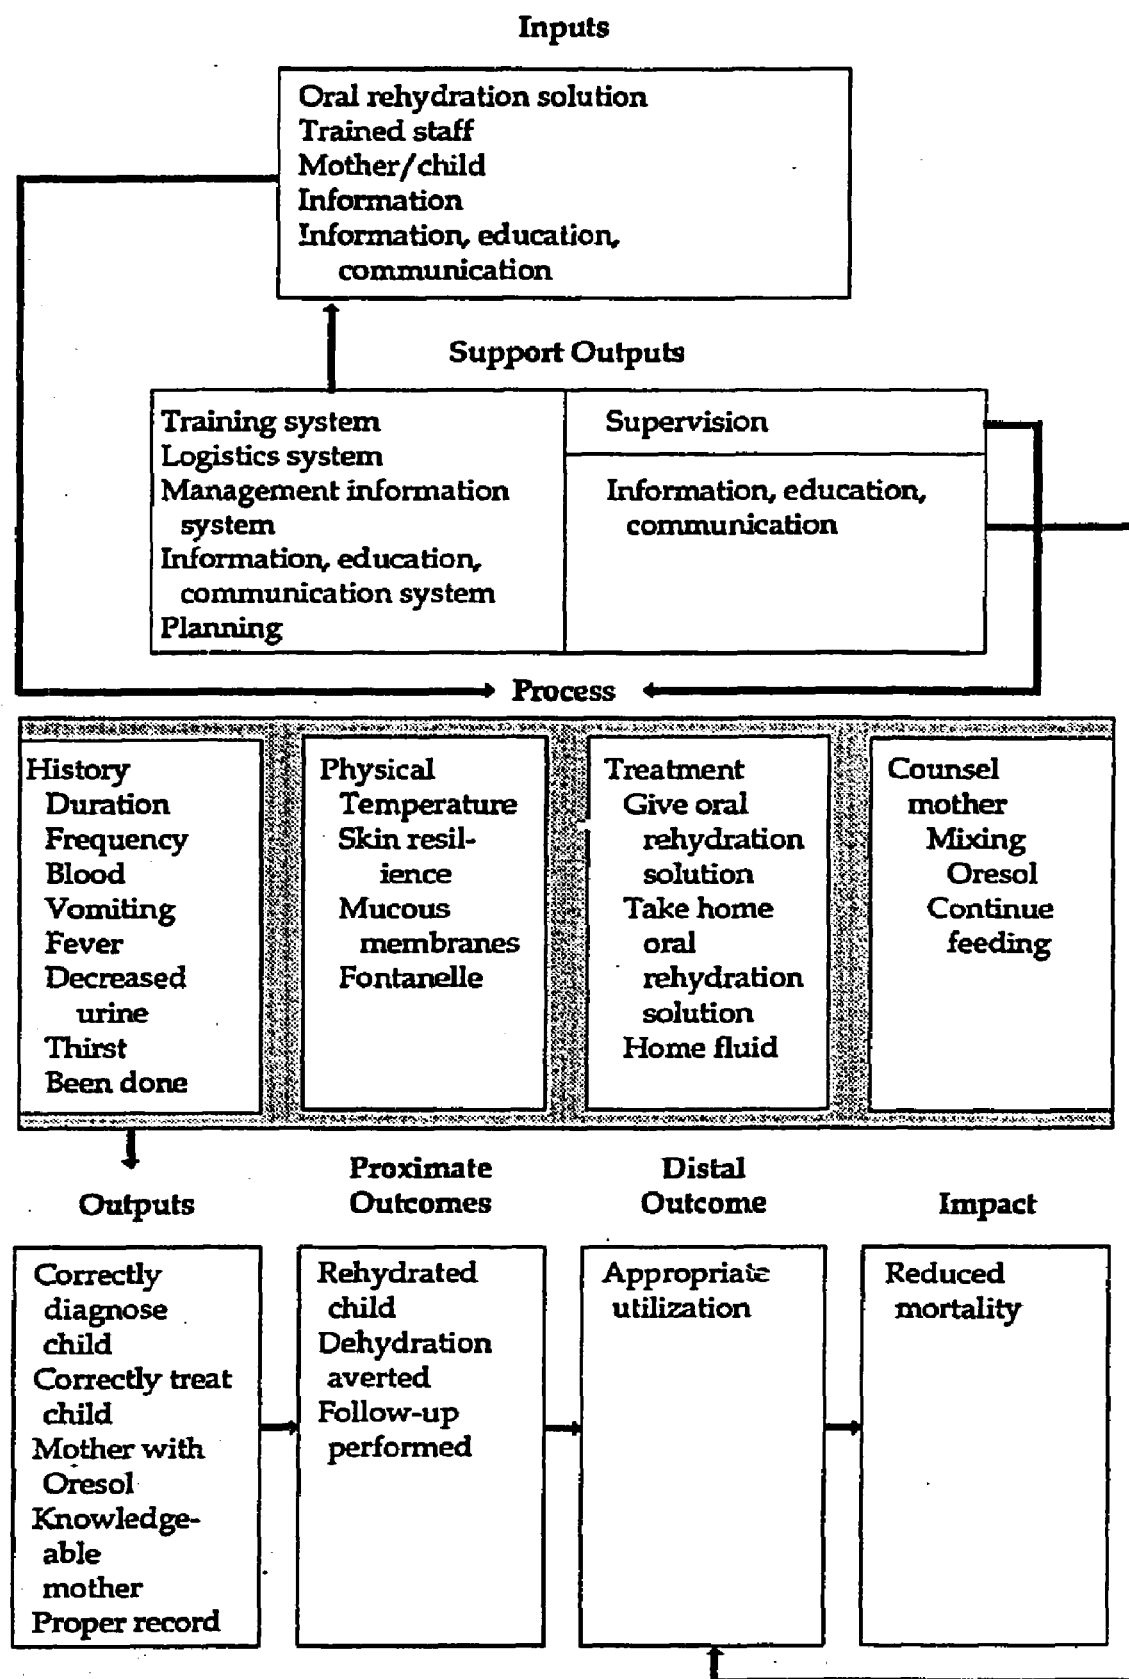 Inputs
Oral rehydration solution
Trained staff
Mother/child
Information
Information, education,
communication
Support Outputs
Training system
Logistics system
Management information
system
Information, education,
communication system
Planning
Supervision
Information, education,
communication
Process
History
Duration
Frequency
Blood
Vomiting
Fever
Decreased
urine
Thirst
Been done
Physical
Temperature
Skin resil-
ience
Mucous
membranes
Fontanelle
Treatment
Give oral
rehydration
solution
Take home
oral
rehydration
solution
Home fluid
Counsel
mother
Mixing
Oresol
Continue
feeding
Outputs
Correctly
diagnose
child
Correctly treat
child
Mother with
Oresol
Knowledge-
able
mother
Proper record
Proximate
Outcomes
Rehydrated
child
Dehydration
averted
Follow-up
performed
Distal
Outcome
Appropriate
utilization
Impact
Reduced
mortality